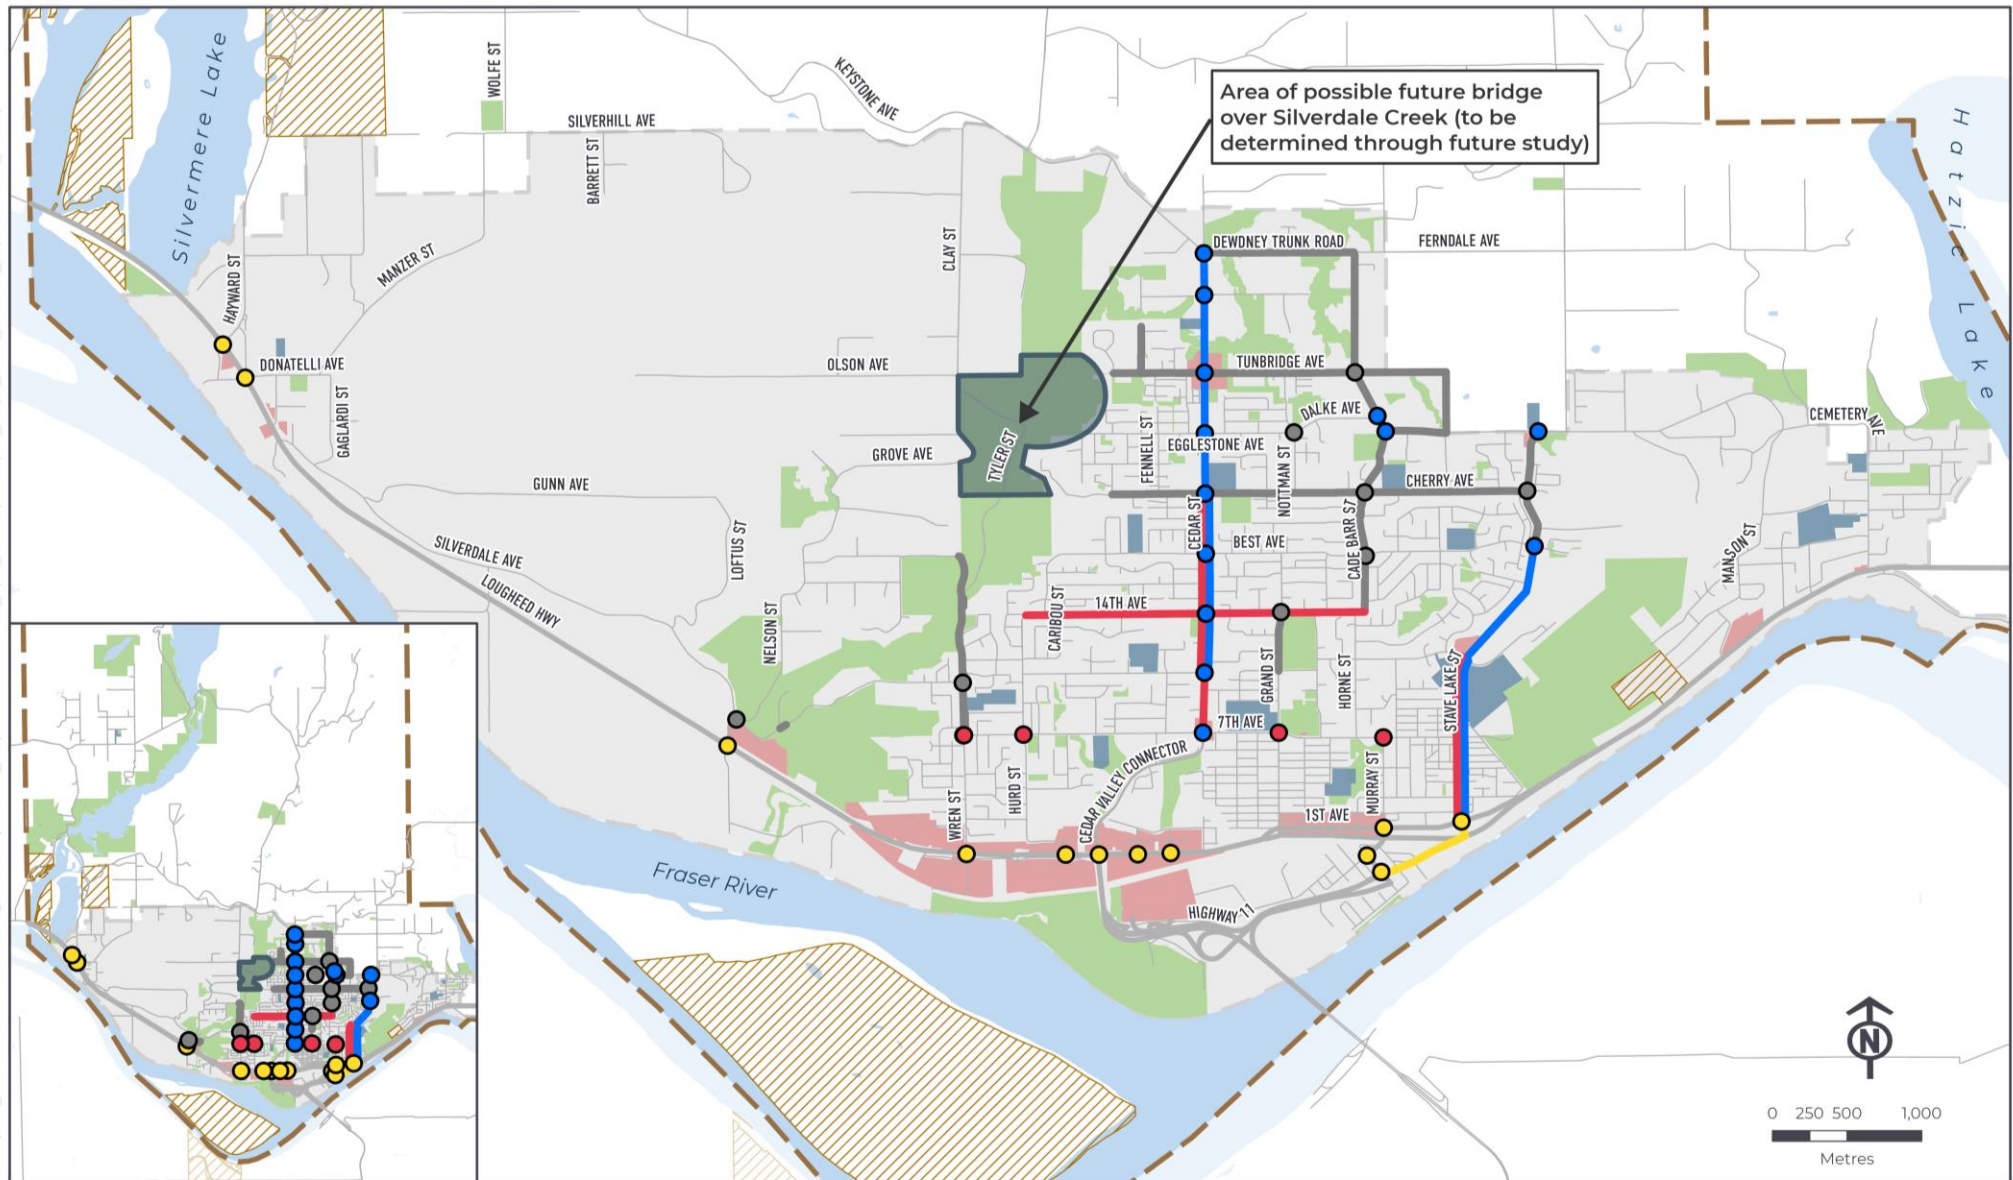 Silvermere Lake
WOLFE ST
KEYSTONE AVE
Area of possible future bridge
over Silverdale Creek (to be
determined through future study)
Hatzic Lake
SILVERHILL AVE
BARRETT ST
CLAY ST
DEWDNEY TRUNK ROAD
FERNDALE AVE
MANZER ST
HAYWARD ST
DONATELLI AVE
OLSON AVE
TUNBRIDGE AVE
GAGLARDI ST
DALKE AVE
CEMETERY AVE
FENNELL ST
EGGLESTONE AVE
TYLER ST
GROVE AVE
NOTTMAN ST
CHERRY AVE
GUNN AVE
CEDAR ST
CADE BARR ST
BEST AVE
LOFTUS ST
SILVERDALE AVE
MANSON ST
LOUGHEED HWY
14TH AVE
CARIBOU ST
NELSON ST
GRAND ST
HORNE ST
STAVE LAKE ST
7TH AVE
CEDAR VALLEY CONNECTOR
HURD ST
WREN ST
MURRAY ST
1ST AVE
Fraser River
HIGHWAY 11
N
0 250 500 1,000
Metres